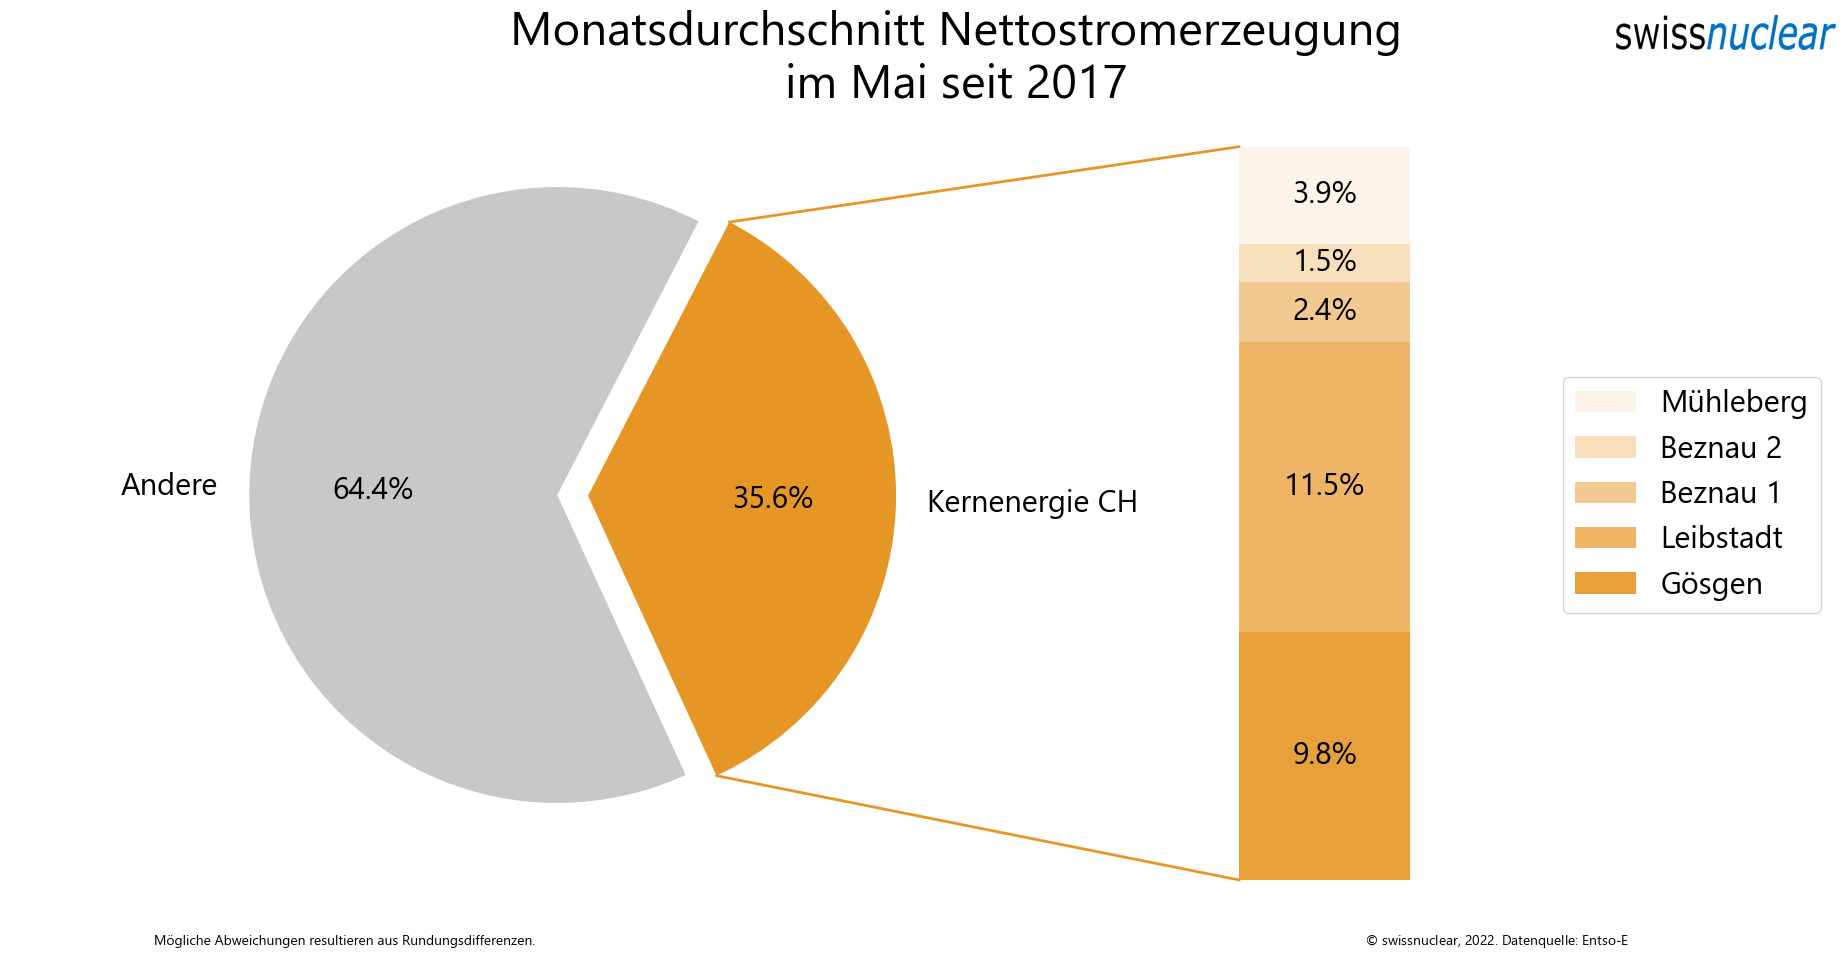 Monatsdurchschnitt Nettostromerzeugung
im Mai seit 2017
swissnuclear
Andere
64.4%
35.6%
Kernenergie CH
3.9%
1.5%
2.4%
11.5%
9.8%
Mühleberg
Beznau 2
Beznau 1
Leibstadt
Gösgen
Mögliche Abweichungen resultieren aus Rundungsdifferenzen.
© swissnuclear, 2022. Datenquelle: Entso-E